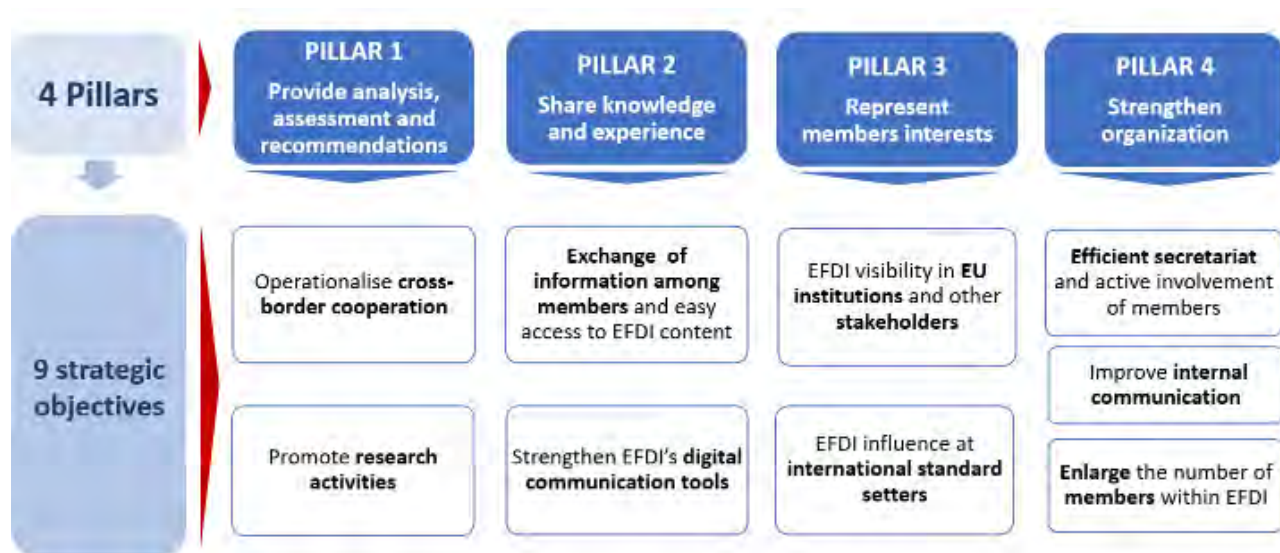 4 Pillars
PILLAR 1
Provide analysis,
assessment and
recommendations
PILLAR 2
Share knowledge
and experience
PILLAR 3
Represent
members interests
PILLAR 4
Strengthen
organization
9 strategic
objectives
Operationalise cross-
border cooperation
Promote research
activities
Exchange of
information among
members and easy
access to EFDI content
Strengthen EFDI's digital
communication tools
EFDI visibility in EU
institutions and other
stakeholders
EFDI influence at
international standard
setters
Efficient secretariat
and active involvement
of members
Improve internal
communication
Enlarge the number of
members within EFDI